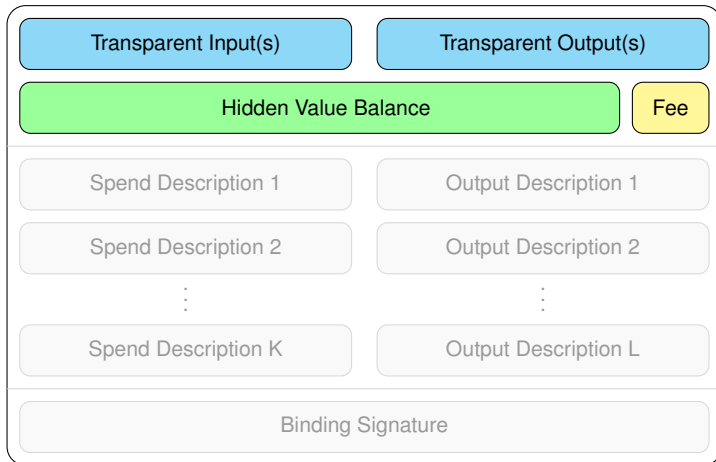 Transparent Input(s)
Transparent Output(s)
Hidden Value Balance
Fee
Spend Description 1
Output Description 1
Spend Description 2
Output Description 2
⋮
⋮
Spend Description K
Output Description L
Binding Signature